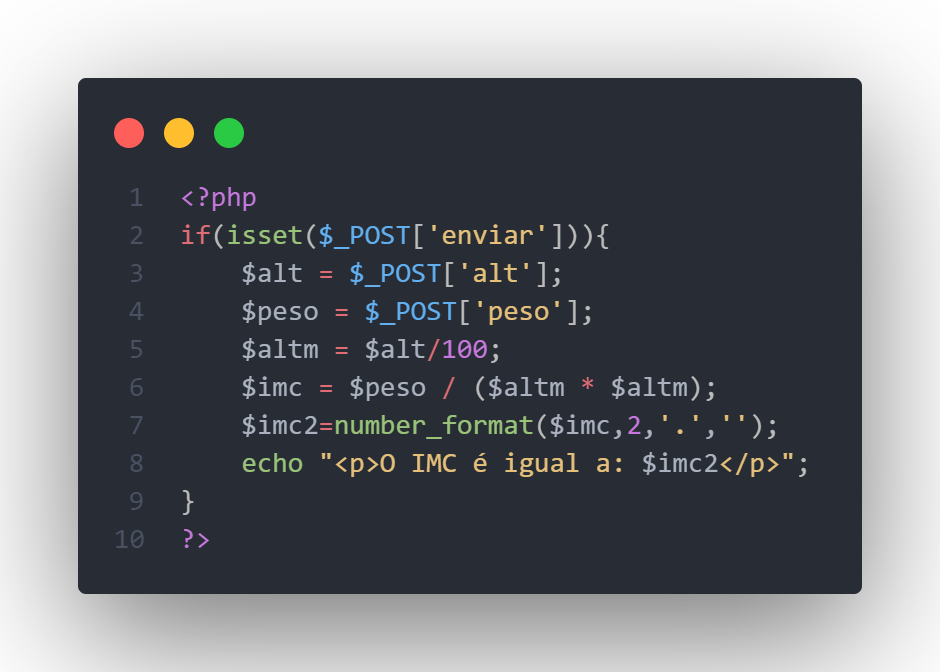 1 <?php
2 if(isset($_POST['enviar'])){
3     $alt = $_POST['alt'];
4     $peso = $_POST['peso'];
5     $altm = $alt/100;
6     $imc = $peso / ($altm * $altm);
7     $imc2=number_format($imc,2,'.','');
8     echo "<p>O IMC é igual a: $imc2</p>";
9 }
10 ?>